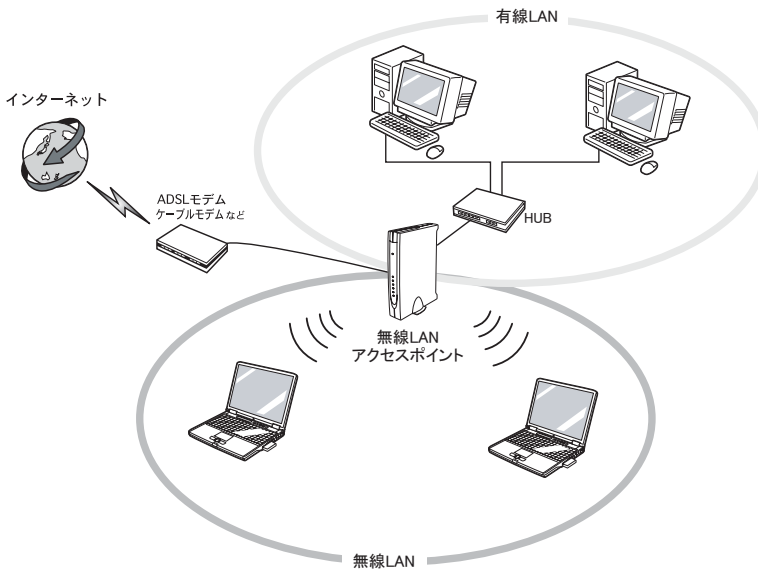 有線LAN
インターネット
ADSLモデム
ケーブルモデムなど
HUB
無線LAN
アクセスポイント
無線LAN